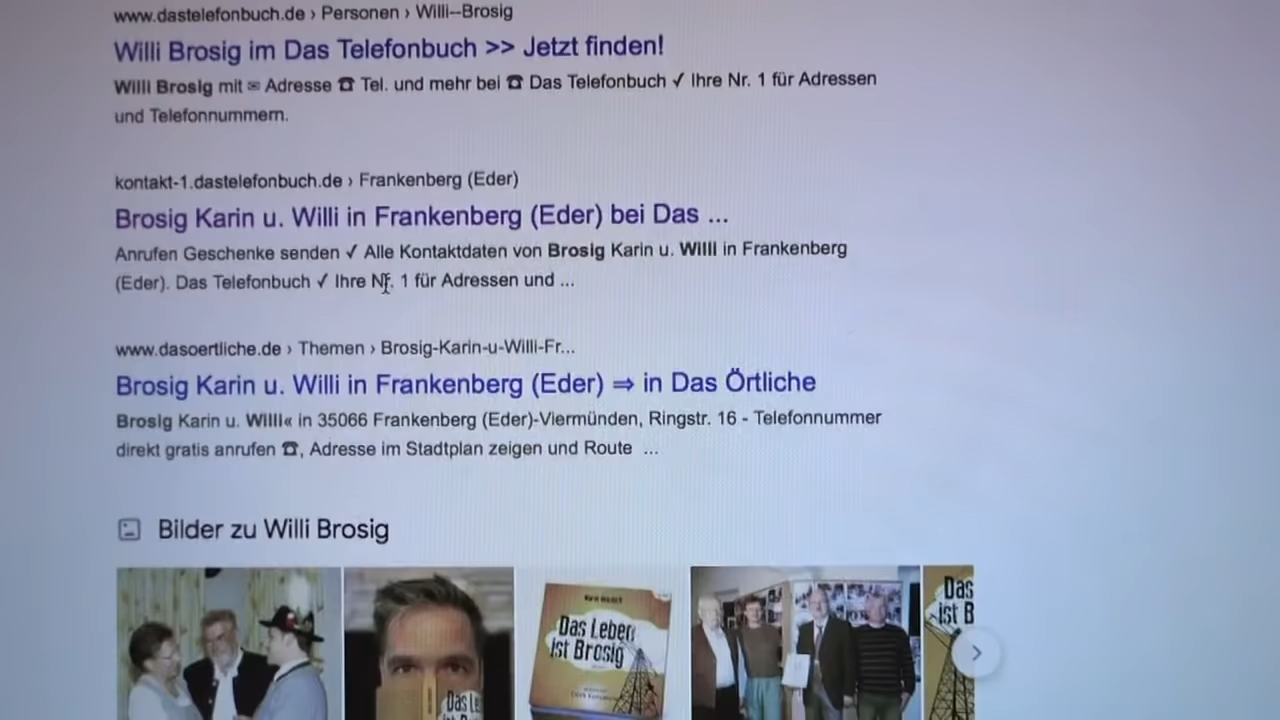 www.dastelefonbuch.de › Personen › Willi--Brosig
Willi Brosig im Das Telefonbuch >> Jetzt finden!
Willi Brosig mit ✉ Adresse ☎ Tel. und mehr bei ☎ Das Telefonbuch ✓ Ihre Nr. 1 für Adressen
und Telefonnummern.
kontakt-1.dastelefonbuch.de › Frankenberg (Eder)
Brosig Karin u. Willi in Frankenberg (Eder) bei Das ...
Anrufen Geschenke senden ✓ Alle Kontaktdaten von Brosig Karin u. Willi in Frankenberg
(Eder). Das Telefonbuch ✓ Ihre Nr. 1 für Adressen und ...
www.dasoertliche.de › Themen › Brosig-Karin-u-Willi-Fr...
Brosig Karin u. Willi in Frankenberg (Eder) ⇒ in Das Örtliche
Brosig Karin u. Willi« in 35066 Frankenberg (Eder)-Viermünden, Ringstr. 16 - Telefonnummer
direkt gratis anrufen ☎, Adresse im Stadtplan zeigen und Route ...
Bilder zu Willi Brosig
Das Le
Das Leben
ist Brosig
Das
ist B